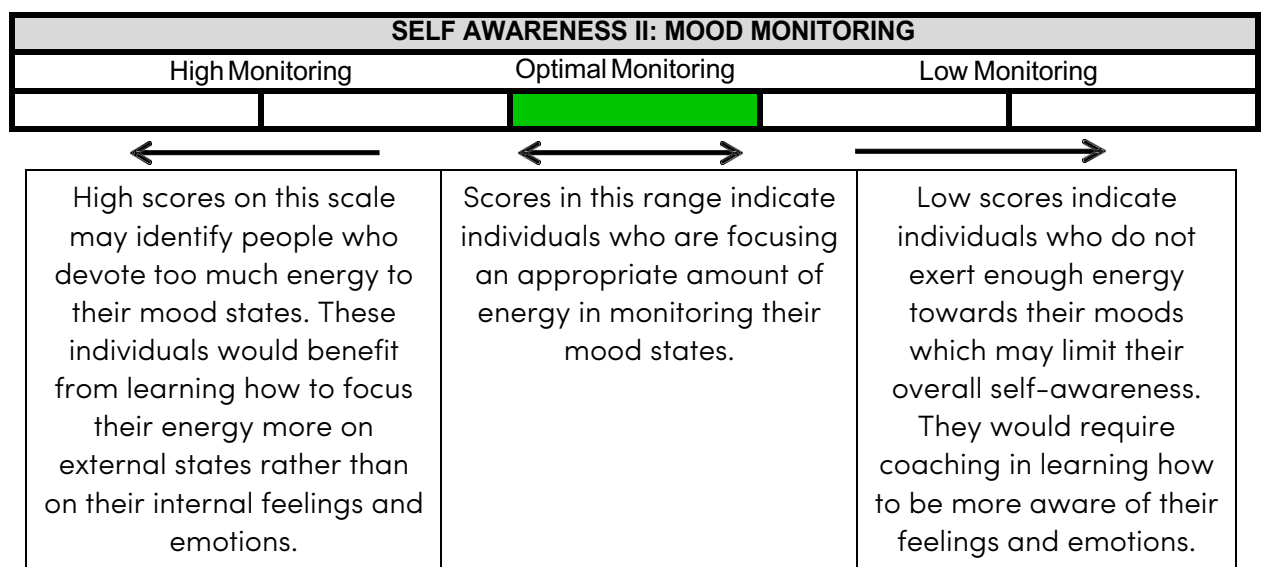 SELF AWARENESS II: MOOD MONITORING
High Monitoring Optimal Monitoring Low Monitoring
High scores on this scale
may identify people who
devote too much energy to
their mood states. These
individuals would benefit
from learning how to focus
their energy more on
external states rather than
on their internal feelings and
emotions.
Scores in this range indicate
individuals who are focusing
an appropriate amount of
energy in monitoring their
mood states.
Low scores indicate
individuals who do not
exert enough energy
towards their moods
which may limit their
overall self-awareness.
They would require
coaching in learning how
to be more aware of their
feelings and emotions.